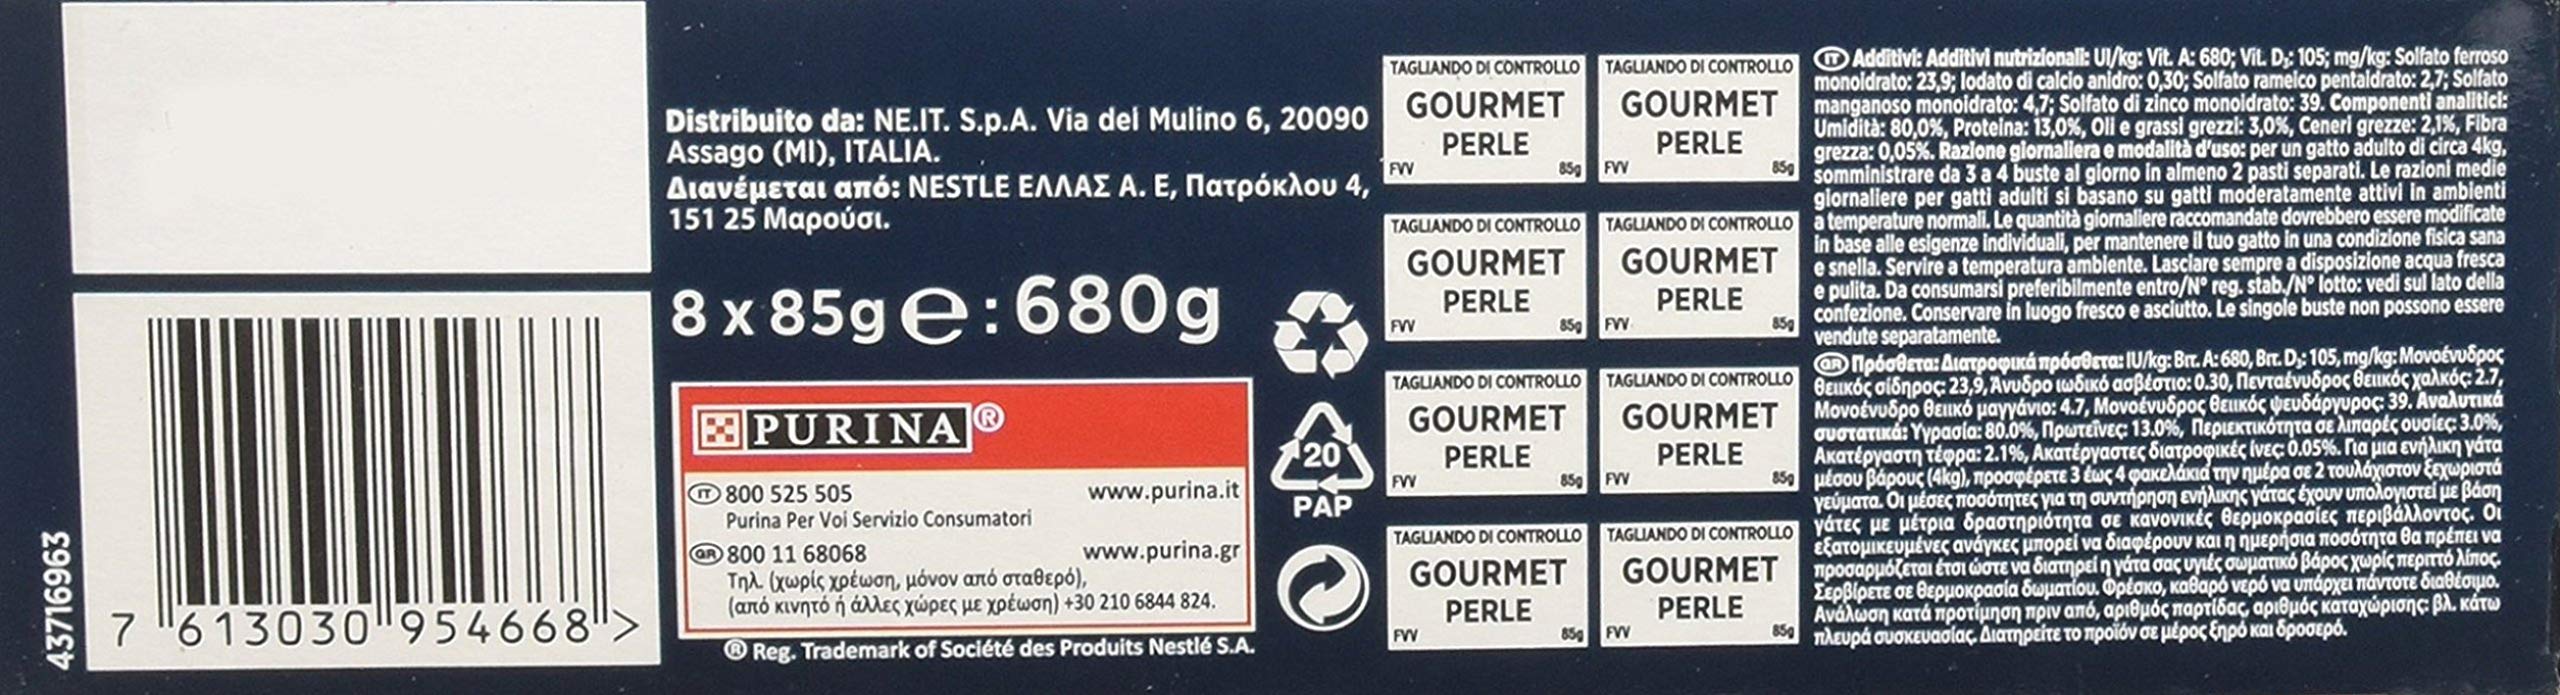 43716963
7 613030 954668 >
Distribuito da: NE.IT. S.p.A. Via del Mulino 6, 20090
Assago (MI), ITALIA.
Διανέμεται από: NESTLE ΕΛΛΑΣ Α. Ε, Πατρόκλου 4,
151 25 Μαρούσι.
8 x 85g e : 680g
PURINA®
IT 800 525 505 www.purina.it
Purina Per Voi Servizio Consumatori
GR 800 11 68068 www.purina.gr
Τηλ. (χωρίς χρέωση, μόνον από σταθερό),
(από κινητό ή άλλες χώρες με χρέωση) +30 210 6844 824.
® Reg. Trademark of Société des Produits Nestlé S.A.
20
PAP
TAGLIANDO DI CONTROLLO
GOURMET
PERLE
FVV 85g
TAGLIANDO DI CONTROLLO
GOURMET
PERLE
FVV 85g
TAGLIANDO DI CONTROLLO
GOURMET
PERLE
FVV 85g
TAGLIANDO DI CONTROLLO
GOURMET
PERLE
FVV 85g
TAGLIANDO DI CONTROLLO
GOURMET
PERLE
FVV 85g
TAGLIANDO DI CONTROLLO
GOURMET
PERLE
FVV 85g
TAGLIANDO DI CONTROLLO
GOURMET
PERLE
FVV 85g
TAGLIANDO DI CONTROLLO
GOURMET
PERLE
FVV 85g
IT Additivi: Additivi nutrizionali: UI/kg: Vit. A: 680; Vit. D₃: 105; mg/kg: Solfato ferroso
monoidrato: 23,9; Iodato di calcio anidro: 0,30; Solfato rameico pentaidrato: 2,7; Solfato
manganoso monoidrato: 4,7; Solfato di zinco monoidrato: 39. Componenti analitici:
Umidità: 80,0%, Proteina: 13,0%, Oli e grassi grezzi: 3,0%, Ceneri grezze: 2,1%, Fibra
grezza: 0,05%. Razione giornaliera e modalità d'uso: per un gatto adulto di circa 4kg,
somministrare da 3 a 4 buste al giorno in almeno 2 pasti separati. Le razioni medie
giornaliere per gatti adulti si basano su gatti moderatamente attivi in ambienti
a temperature normali. Le quantità giornaliere raccomandate dovrebbero essere modificate
in base alle esigenze individuali, per mantenere il tuo gatto in una condizione fisica sana
e snella. Servire a temperatura ambiente. Lasciare sempre a disposizione acqua fresca
e pulita. Da consumarsi preferibilmente entro/N° reg. stab./N° lotto: vedi sul lato della
confezione. Conservare in luogo fresco e asciutto. Le singole buste non possono essere
vendute separatamente.
GR Πρόσθετα: Διατροφικά πρόσθετα: IU/kg: Βιτ. A: 680, Βιτ. D₃: 105, mg/kg: Μονοένυδρος
θειικός σίδηρος: 23,9, Άνυδρο ιωδικό ασβέστιο: 0.30, Πενταένυδρος θειικός χαλκός: 2.7,
Μονοένυδρο θειικό μαγγάνιο: 4.7, Μονοένυδρος θειικός ψευδάργυρος: 39. Αναλυτικά
συστατικά: Υγρασία: 80.0%, Πρωτεΐνες: 13.0%, Περιεκτικότητα σε λιπαρές ουσίες: 3.0%,
Ακατέργαστη τέφρα: 2.1%, Ακατέργαστες διατροφικές ίνες: 0.05%. Για μια ενήλικη γάτα
μέσου βάρους (4kg), προσφέρετε 3 έως 4 φακελάκια την ημέρα σε 2 τουλάχιστον ξεχωριστά
γεύματα. Οι μέσες ποσότητες για τη συντήρηση ενήλικης γάτας έχουν υπολογιστεί με βάση
γάτες με μέτρια δραστηριότητα σε κανονικές θερμοκρασίες περιβάλλοντος. Οι
εξατομικευμένες ανάγκες μπορεί να διαφέρουν και η ημερήσια ποσότητα θα πρέπει να
προσαρμόζεται έτσι ώστε να διατηρεί η γάτα σας υγιές σωματικό βάρος χωρίς περιττό λίπος.
Σερβίρετε σε θερμοκρασία δωματίου. Φρέσκο, καθαρό νερό να υπάρχει πάντοτε διαθέσιμο.
Ανάλωση κατά προτίμηση πριν από, αριθμός παρτίδας, αριθμός καταχώρισης: βλ. κάτω
πλευρά συσκευασίας. Διατηρείτε το προϊόν σε μέρος ξηρό και δροσερό.